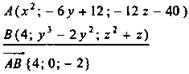 A(x²; -6y+12; -12z-40)
B(4; y³-2y²; z²+z)
AB{4; 0; -2}